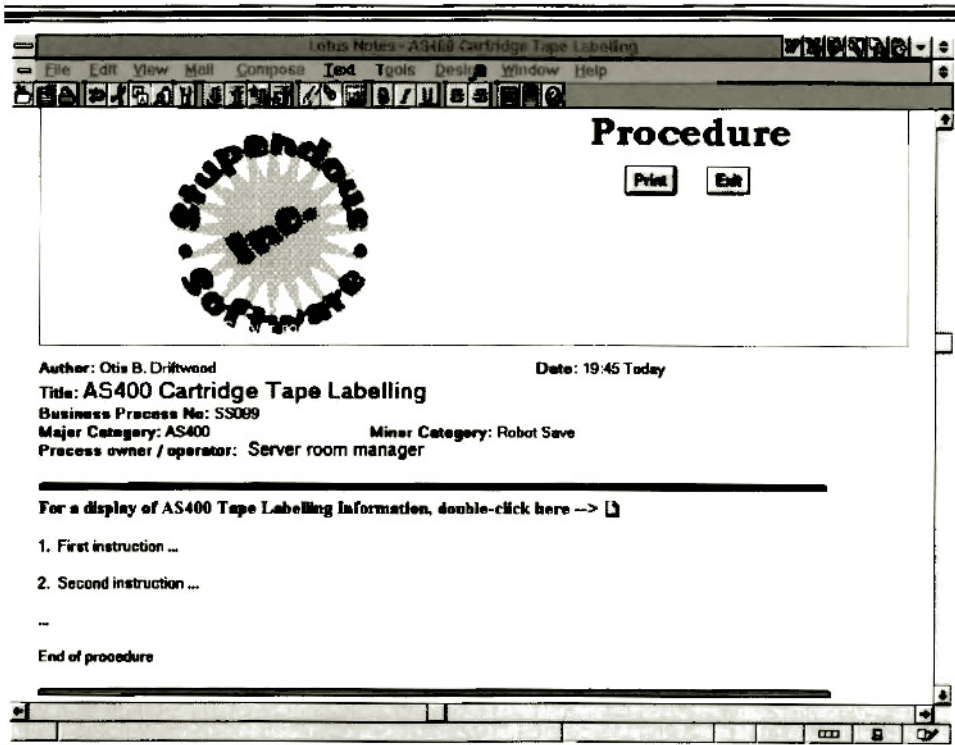 Lotus Notes - AS400 Cartridge Tape Labelling
File Edit View Mail Compose Text Tools Design Window Help
Stupendous
Inc.
Software
Procedure
Print Exit
Author: Otis B. Driftwood Date: 19:45 Today
Title: AS400 Cartridge Tape Labelling
Business Process No: SS099
Major Category: AS400 Minor Category: Robot Save
Process owner / operator: Server room manager
For a display of AS400 Tape Labelling Information, double-click here -->
1. First instruction ...
2. Second instruction ...
...
End of procedure